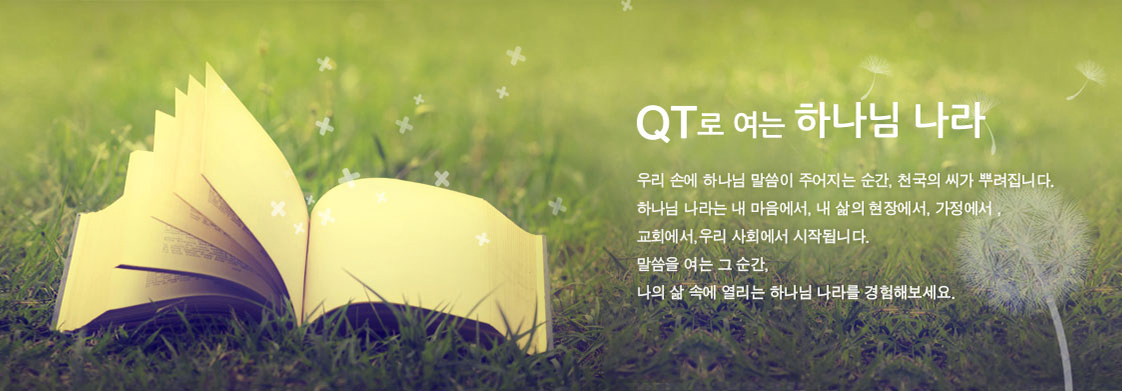 QT로 여는 하나님 나라
우리 손에 하나님 말씀이 주어지는 순간, 천국의 씨가 뿌려집니다.
하나님 나라는 내 마음에서, 내 삶의 현장에서, 가정에서 ,
교회에서,우리 사회에서 시작됩니다.
말씀을 여는 그 순간,
나의 삶 속에 열리는 하나님 나라를 경험해보세요.